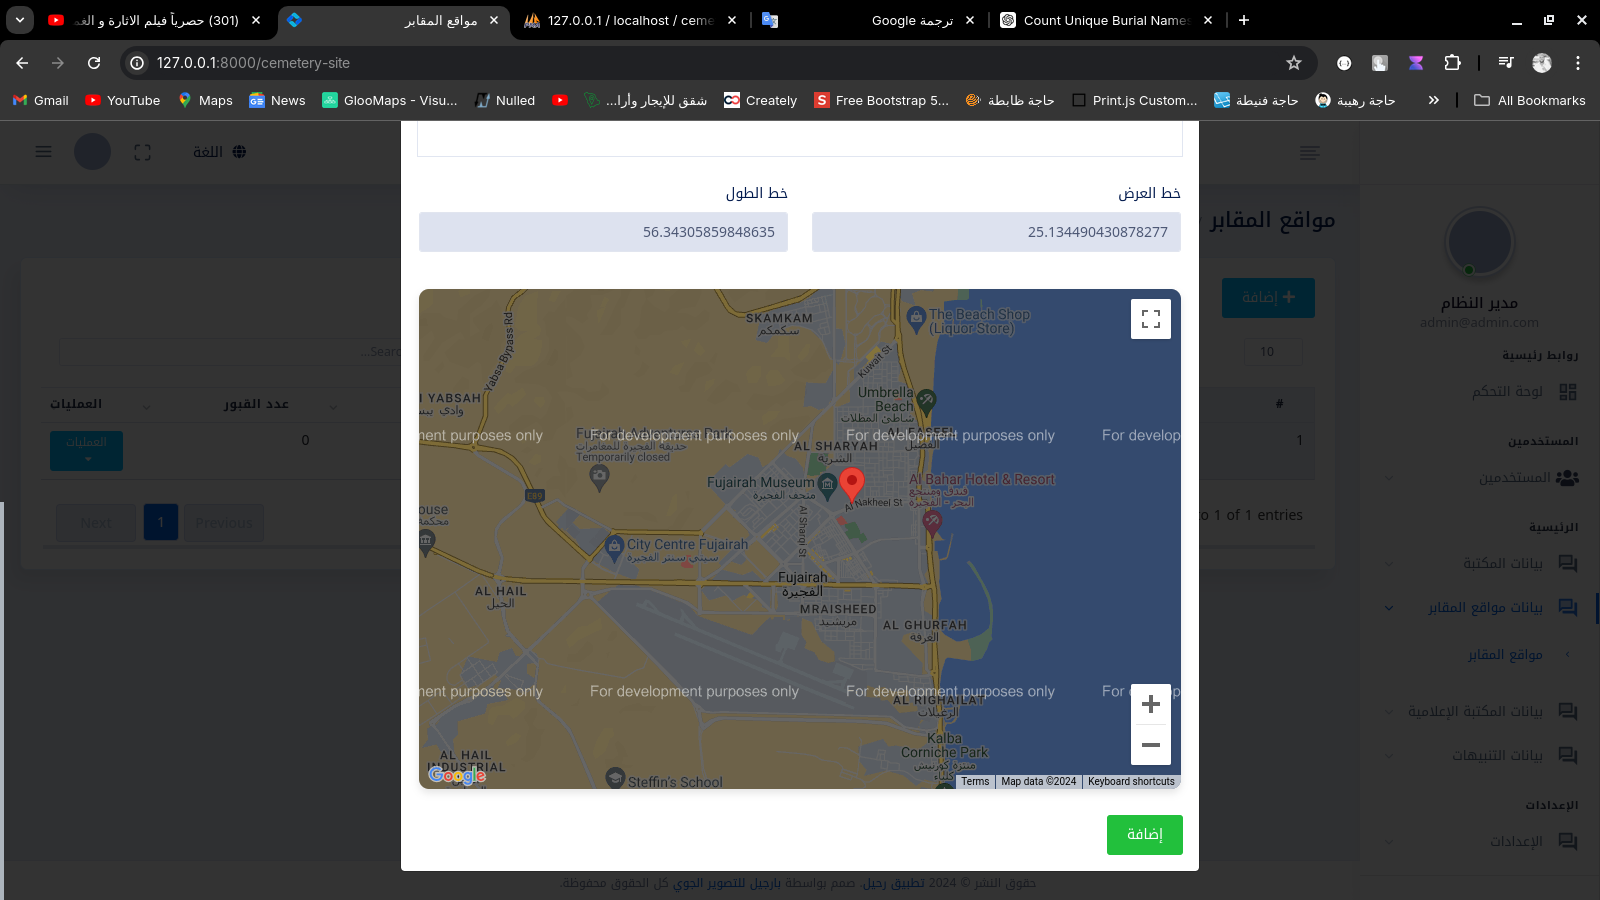 (301) حصرياً فيلم الاثارة و الغم
مواقع المقابر
127.0.0.1 / localhost / ceme
ترجمة Google
Count Unique Burial Names
127.0.0.1:8000/cemetery-site
Gmail
YouTube
Maps
News
GlooMaps - Visu...
Nulled
شقق للإيجار وأرا...
Creately
Free Bootstrap 5...
حاجة ظابطة
Print.js Custom...
حاجة فنيطة
حاجة رهيبة
All Bookmarks
اللغة
مواقع المقابر
إضافة
Search...
10
#
عدد القبور
العمليات
1
0
العمليات
to 1 of 1 entries
Previous
1
Next
مدير النظام
admin@admin.com
روابط رئيسية
لوحة التحكم
المستخدمين
المستخدمين
الرئيسية
بيانات المكتبة
بيانات مواقع المقابر
مواقع المقابر
بيانات المكتبة الإعلامية
بيانات التنبيهات
الإعدادات
الإعدادات
خط العرض
25.134490430878277
خط الطول
56.34305859848635
SKAMKAM
سكمكم
The Beach Shop
(Liquor Store)
Yabsa Bypass Rd
Kuwait St
I YABSAH
وادي يبس
Umbrella
Beach
شاطئ المظلات
ment purposes only
For development purposes only
For development purposes only
For develop
Fujairah Adventures Park
حديقة الفجيرة للمغامرات
Temporarily closed
AL FASEEL
الفصيل
AL SHARYAH
الشرية
Fujairah Museum
متحف الفجيرة
Al Bahar Hotel & Resort
فندق ومنتجع
البحر - الفجيرة
Al Nakheel St
E89
ouse
محكمة
Al Sharqi St
City Centre Fujairah
سيتي سنتر الفجيرة
Fujairah
الفجيرة
AL HAIL
الحيل
MRAISHEED
مريشيد
AL GHURFAH
الغرفة
ment purposes only
For development purposes only
For development purposes only
For
p
AL RIGHAILAT
الرغيلات
Kalba
Corniche Park
منتزه كورنيش
كلباء
AL HAIL
INDUSTRIAL
Steffin's School
Google
Terms
Map data ©2024
Keyboard shortcuts
إضافة
حقوق النشر © 2024 تطبيق رحيل. صمم بواسطة بارجيل للتصوير الجوي كل الحقوق محفوظة.